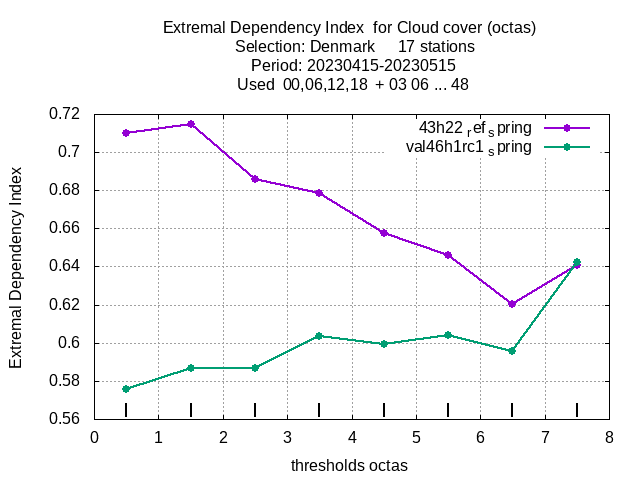 Extremal Dependency Index for Cloud cover (octas)
Selection: Denmark 17 stations
Period: 20230415-20230515
Used 00,06,12,18 + 03 06 ... 48
43h22 ref spring
val46h1rc1 spring
Extremal Dependency Index
0.72
0.7
0.68
0.66
0.64
0.62
0.6
0.58
0.56
0 1 2 3 4 5 6 7 8
thresholds octas